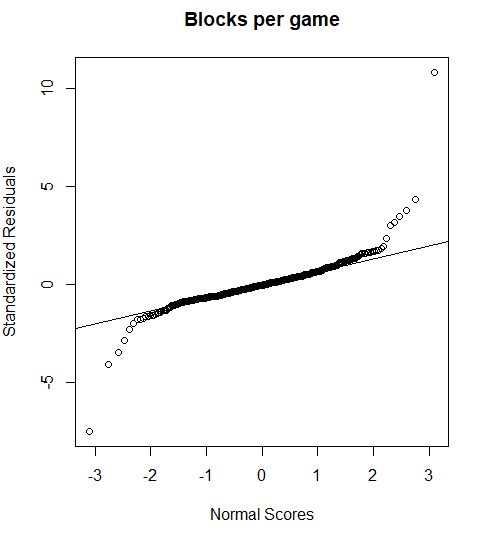 Blocks per game
10
5
0
-5
Standardized Residuals
-3 -2 -1 0 1 2 3
Normal Scores